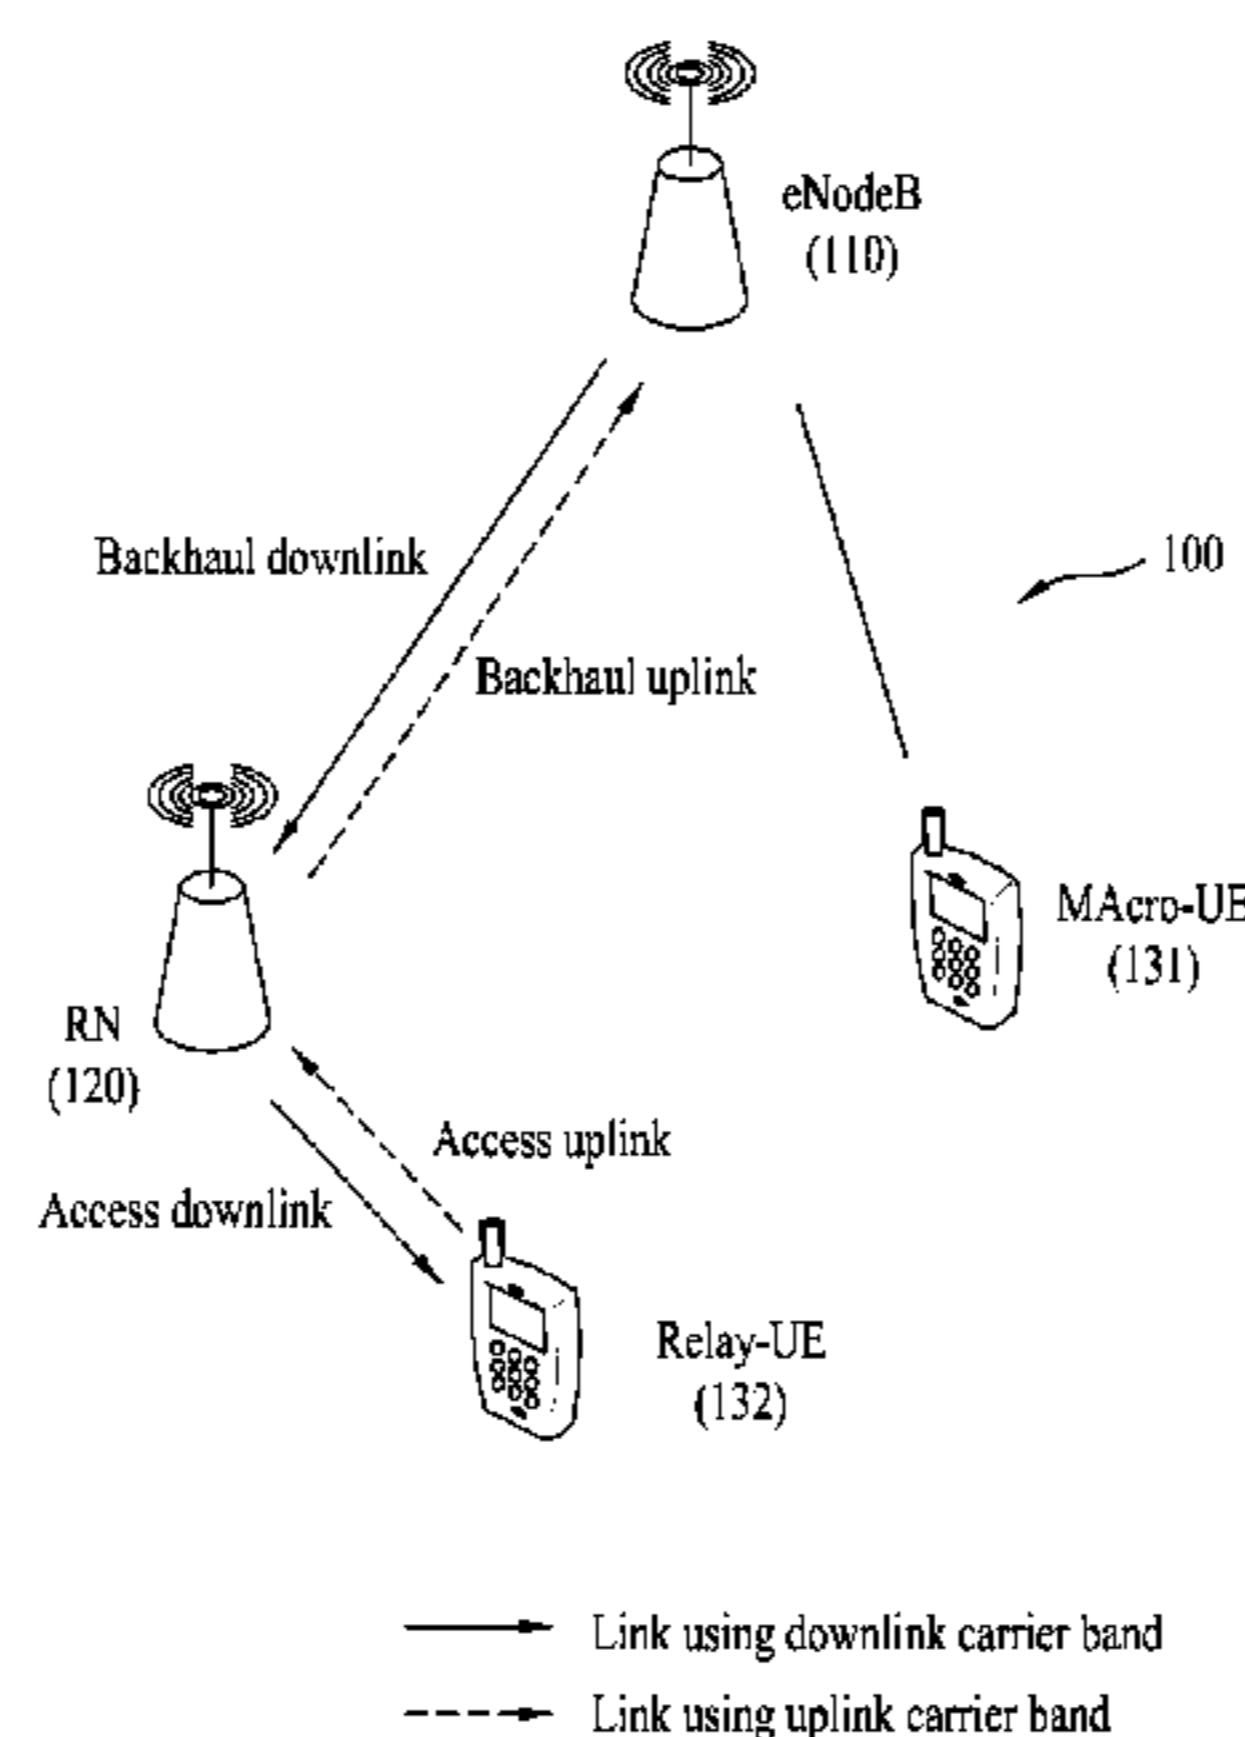 eNodeB
(110)
Backhaul downlink
100
Backhaul uplink
MAcro-UE
(131)
RN
(120)
Access uplink
Access downlink
Relay-UE
(132)
Link using downlink carrier band
Link using uplink carrier band